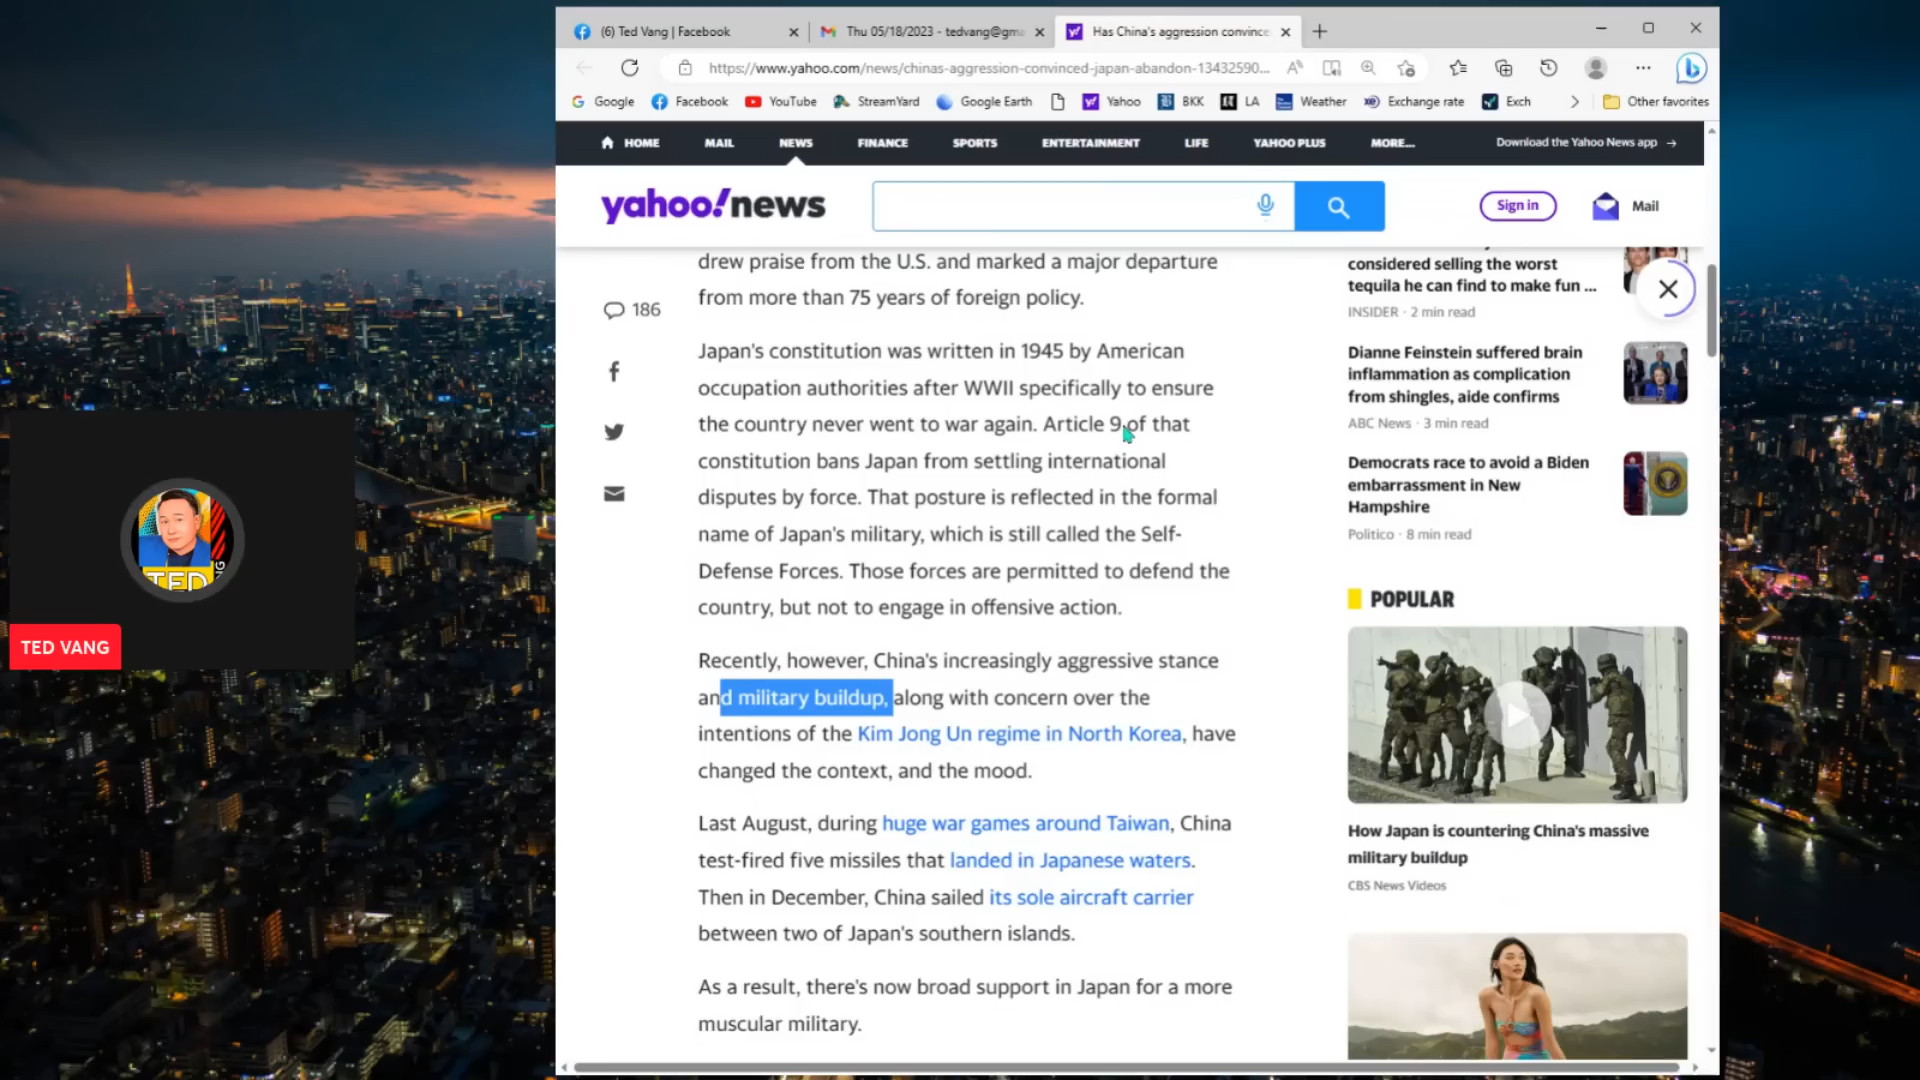 (6) Ted Vang | Facebook
Thu 05/18/2023 - tedvang@gma
Has China's aggression convince
https://www.yahoo.com/news/chinas-aggression-convinced-japan-abandon-13432590...
Google
Facebook
YouTube
StreamYard
Google Earth
Yahoo
BKK
LA
Weather
Exchange rate
Exch
Other favorites
HOME
MAIL
NEWS
FINANCE
SPORTS
ENTERTAINMENT
LIFE
YAHOO PLUS
MORE...
Download the Yahoo News app →
yahoo!news
Sign in
Mail
186
drew praise from the U.S. and marked a major departure
from more than 75 years of foreign policy.
Japan's constitution was written in 1945 by American
occupation authorities after WWII specifically to ensure
the country never went to war again. Article 9 of that
constitution bans Japan from settling international
disputes by force. That posture is reflected in the formal
name of Japan's military, which is still called the Self-
Defense Forces. Those forces are permitted to defend the
country, but not to engage in offensive action.
Recently, however, China's increasingly aggressive stance
and military buildup, along with concern over the
intentions of the Kim Jong Un regime in North Korea, have
changed the context, and the mood.
Last August, during huge war games around Taiwan, China
test-fired five missiles that landed in Japanese waters.
Then in December, China sailed its sole aircraft carrier
between two of Japan's southern islands.
As a result, there's now broad support in Japan for a more
muscular military.
considered selling the worst
tequila he can find to make fun ...
INSIDER · 2 min read
Dianne Feinstein suffered brain
inflammation as complication
from shingles, aide confirms
ABC News · 3 min read
Democrats race to avoid a Biden
embarrassment in New
Hampshire
Politico · 8 min read
POPULAR
How Japan is countering China's massive
military buildup
CBS News Videos
TED
TED VANG